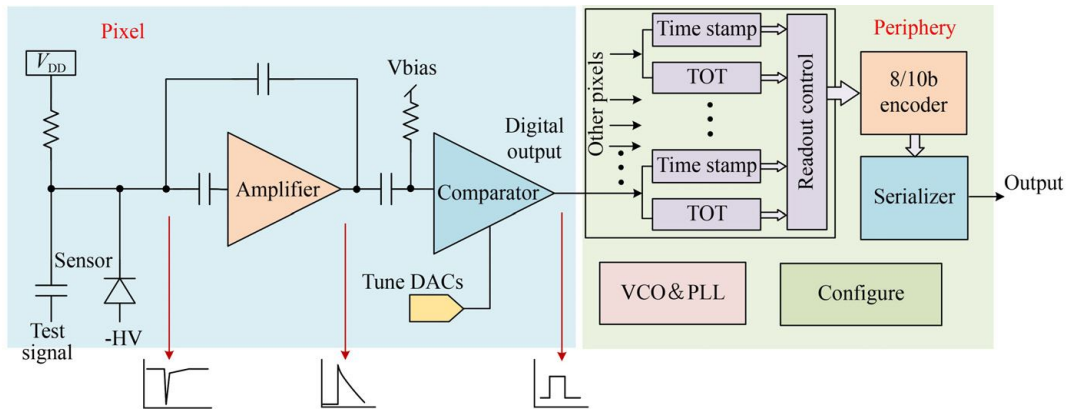 Pixel
Periphery
VDD
Vbias
Digital
output
Amplifier
Comparator
Sensor
Tune DACs
Test
signal
-HV
Other pixels
Time stamp
TOT
Time stamp
TOT
Readout control
8/10b
encoder
Serializer
Output
VCO&PLL
Configure